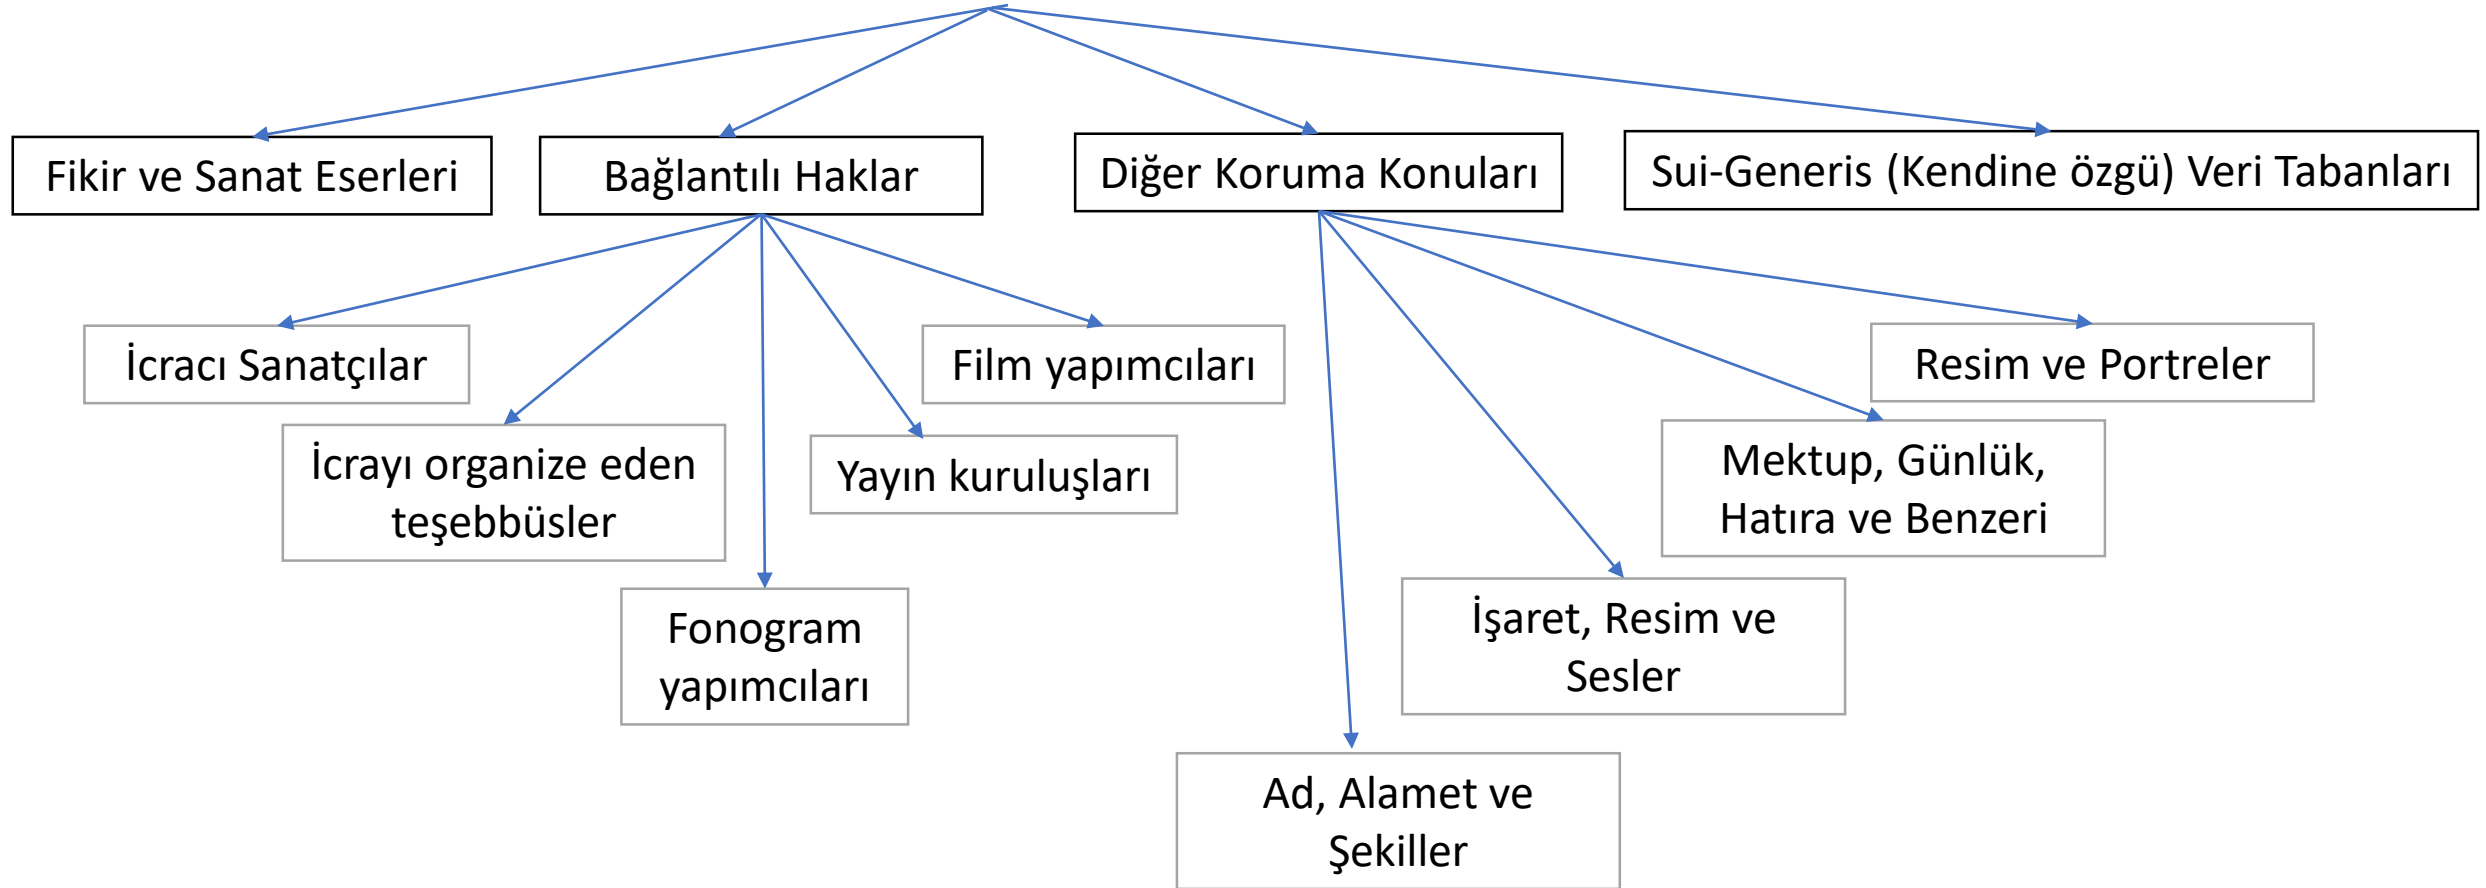 Fikir ve Sanat Eserleri
Bağlantılı Haklar
Diğer Koruma Konuları
Sui-Generis (Kendine özgü) Veri Tabanları
İcracı Sanatçılar
Film yapımcıları
Resim ve Portreler
İcrayı organize eden
teşebbüsler
Yayın kuruluşları
Mektup, Günlük,
Hatıra ve Benzeri
Fonogram
yapımcıları
İşaret, Resim ve
Sesler
Ad, Alamet ve
Şekiller